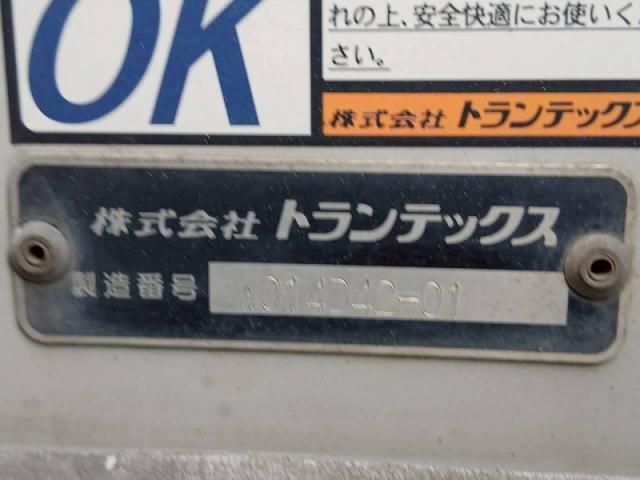 OK
れの上、安全快適にお使いく
さい。
株式会社 トランテックス
株式会社 トランテックス
製造番号